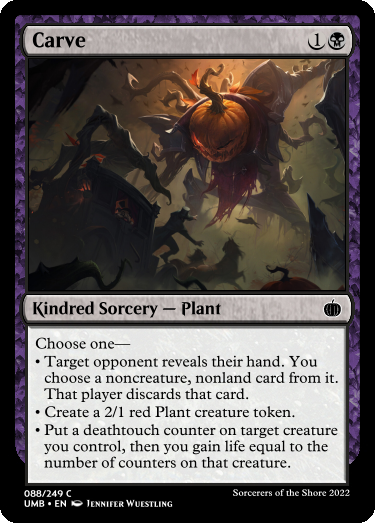 Carve 1
Kindred Sorcery — Plant
Choose one—
• Target opponent reveals their hand. You
choose a noncreature, nonland card from it.
That player discards that card.
• Create a 2/1 red Plant creature token.
• Put a deathtouch counter on target creature
you control, then you gain life equal to the
number of counters on that creature.
088/249 C
Sorcerers of the Shore 2022
UMB • EN Jennifer Wuestling